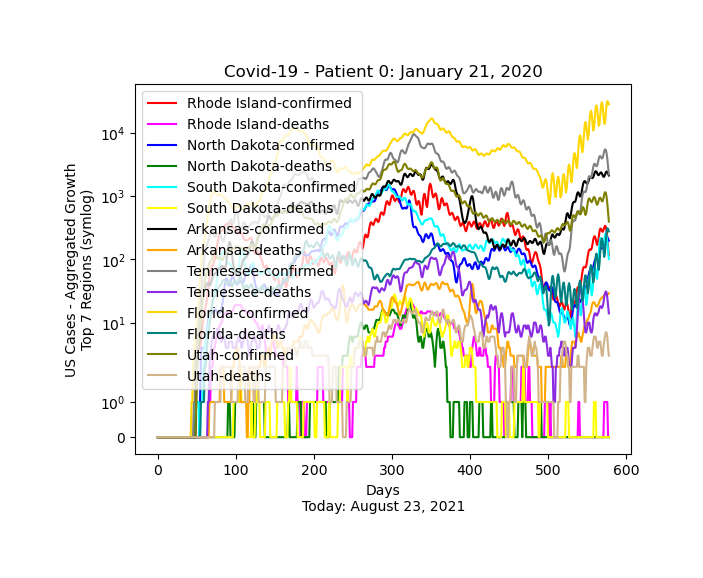 Covid-19 - Patient 0: January 21, 2020
US Cases - Aggregated Growth
Top 7 Regions (symlog)
10^4
10^3
10^2
10^1
10^0
0
Rhode Island-confirmed
Rhode Island-deaths
North Dakota-confirmed
North Dakota-deaths
South Dakota-confirmed
South Dakota-deaths
Arkansas-confirmed
Arkansas-deaths
Tennessee-confirmed
Tennessee-deaths
Florida-confirmed
Florida-deaths
Utah-confirmed
Utah-deaths
0 100 200 300 400 500 600
Days
Today: August 23, 2021